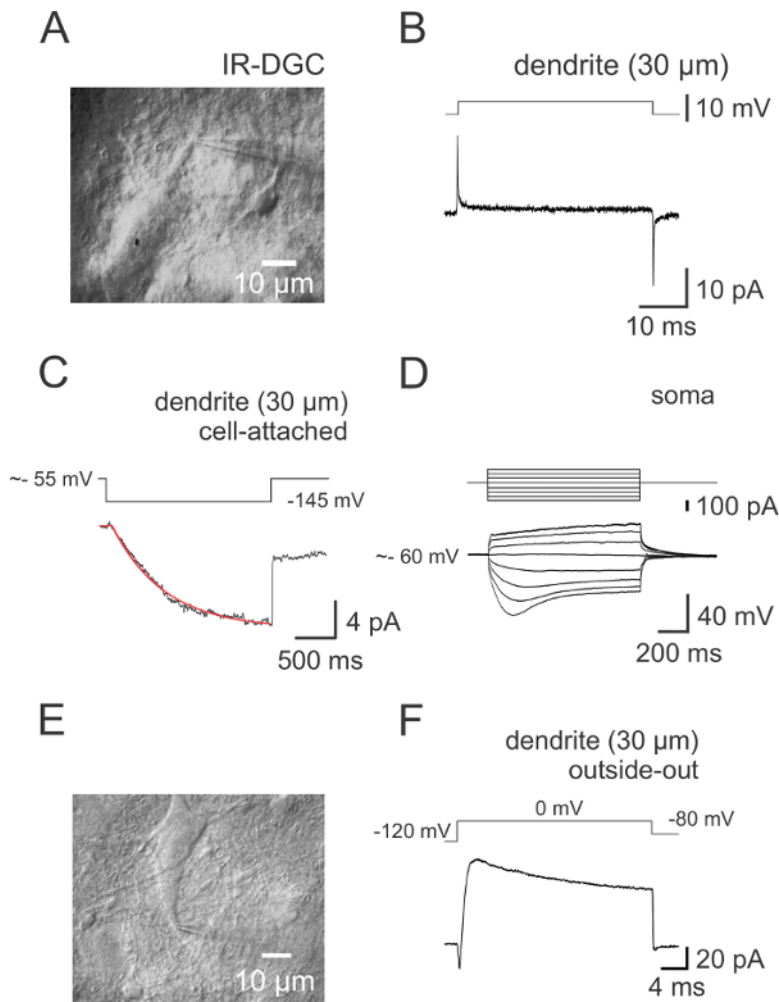 A
IR-DGC
10 µm
B
dendrite (30 µm)
10 mV
10 pA
10 ms
C
dendrite (30 µm)
cell-attached
~- 55 mV
-145 mV
4 pA
500 ms
D
soma
100 pA
~- 60 mV
40 mV
200 ms
E
10 µm
F
dendrite (30 µm)
outside-out
0 mV
-120 mV
-80 mV
20 pA
4 ms